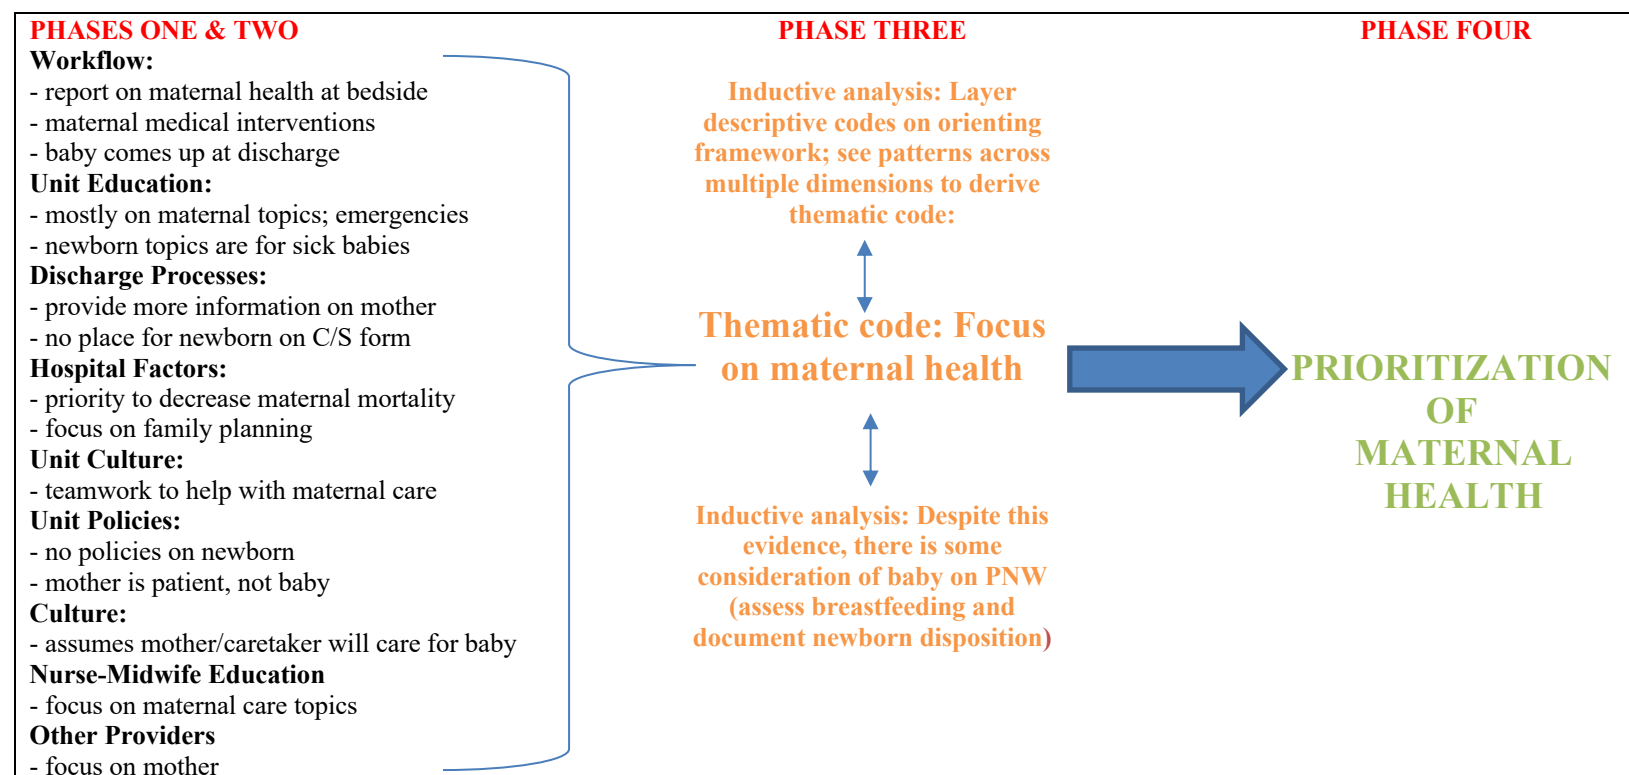 PHASES ONE & TWO
Workflow:
- report on maternal health at bedside
- maternal medical interventions
- baby comes up at discharge
Unit Education:
- mostly on maternal topics; emergencies
- newborn topics are for sick babies
Discharge Processes:
- provide more information on mother
- no place for newborn on C/S form
Hospital Factors:
- priority to decrease maternal mortality
- focus on family planning
Unit Culture:
- teamwork to help with maternal care
Unit Policies:
- no policies on newborn
- mother is patient, not baby
Culture:
- assumes mother/caretaker will care for baby
Nurse-Midwife Education
- focus on maternal care topics
Other Providers
- focus on mother
PHASE THREE
Inductive analysis: Layer
descriptive codes on orienting
framework; see patterns across
multiple dimensions to derive
thematic code:
Thematic code: Focus
on maternal health
Inductive analysis: Despite this
evidence, there is some
consideration of baby on PNW
(assess breastfeeding and
document newborn disposition)
PHASE FOUR
PRIORITIZATION
OF
MATERNAL
HEALTH